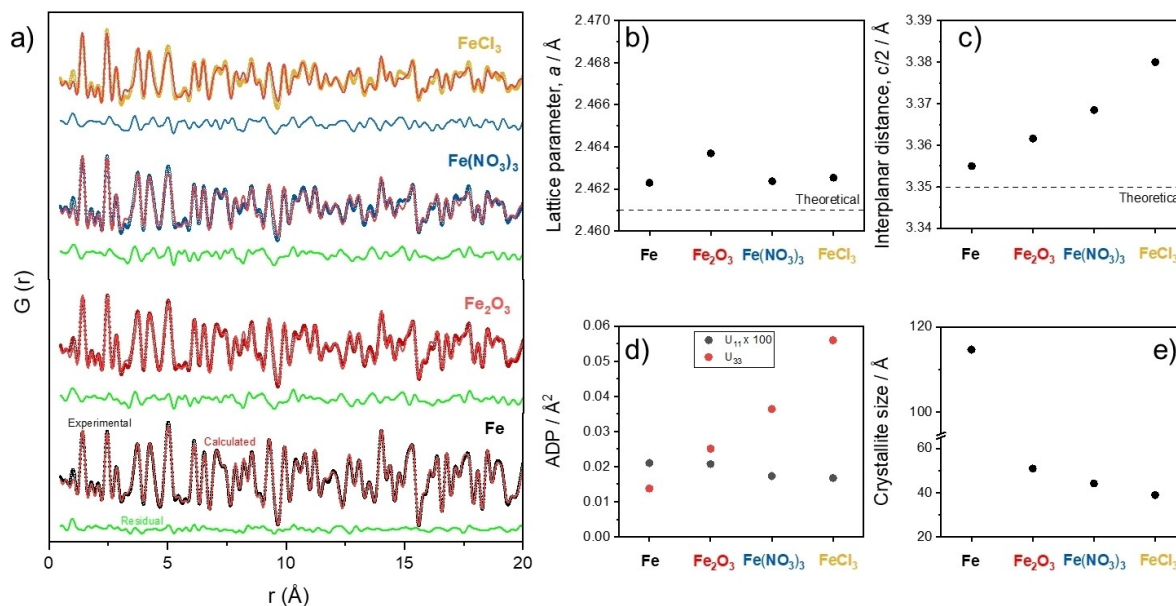 a)
FeCl₃
Fe(NO₃)₃
Fe₂O₃
Experimental
Fe
Calculated
Residual
G (r)
0 5 10 15 20
r (Å)
b)
Lattice parameter, a / Å
2.470
2.468
2.466
2.464
2.462
2.460
Theoretical
Fe Fe₂O₃ Fe(NO₃)₃ FeCl₃
c)
Interplanar distance, c/2 / Å
3.39
3.38
3.37
3.36
3.35
3.34
Theoretical
Fe Fe₂O₃ Fe(NO₃)₃ FeCl₃
d)
ADP / Å²
0.06
0.05
0.04
0.03
0.02
0.01
0.00
U₁₁ x 100
U₃₃
Fe Fe₂O₃ Fe(NO₃)₃ FeCl₃
e)
Crystallite size / Å
120
100
60
40
20
Fe Fe₂O₃ Fe(NO₃)₃ FeCl₃